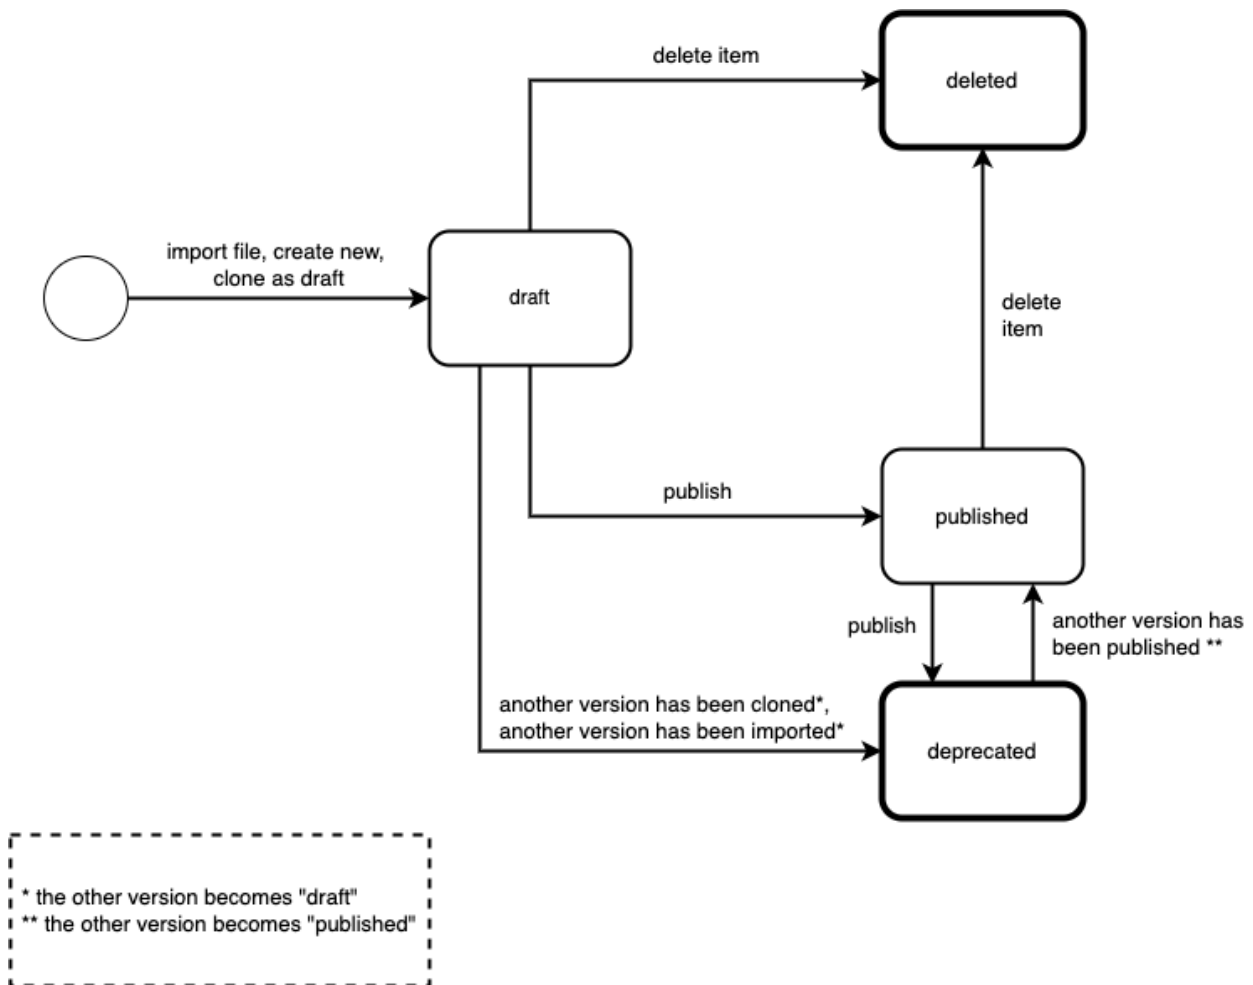 delete item
deleted
import file, create new,
clone as draft
draft
delete
item
publish
published
publish
another version has
been published **
another version has been cloned*,
another version has been imported*
deprecated
* the other version becomes "draft"
** the other version becomes "published"